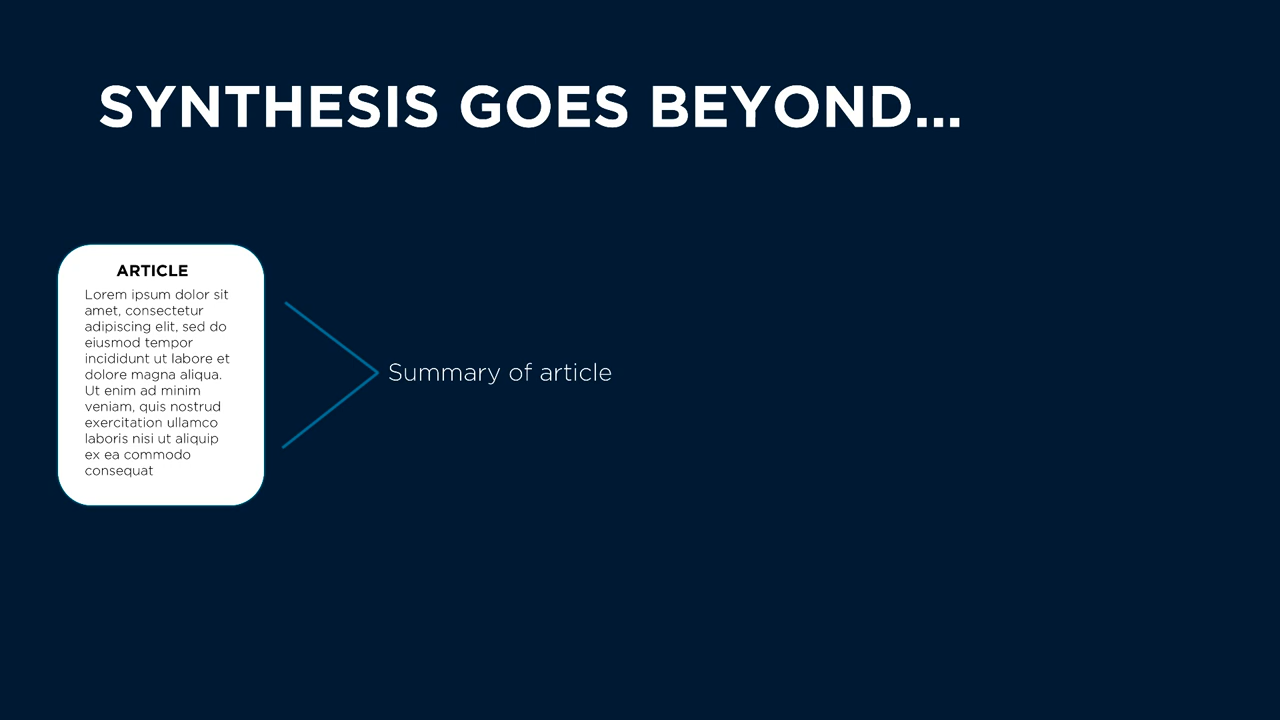 SYNTHESIS GOES BEYOND...
ARTICLE
Lorem ipsum dolor sit
amet, consectetur
adipiscing elit, sed do
eiusmod tempor
incididunt ut labore et
dolore magna aliqua.
Ut enim ad minim
veniam, quis nostrud
exercitation ullamco
laboris nisi ut aliquip
ex ea commodo
consequat
Summary of article